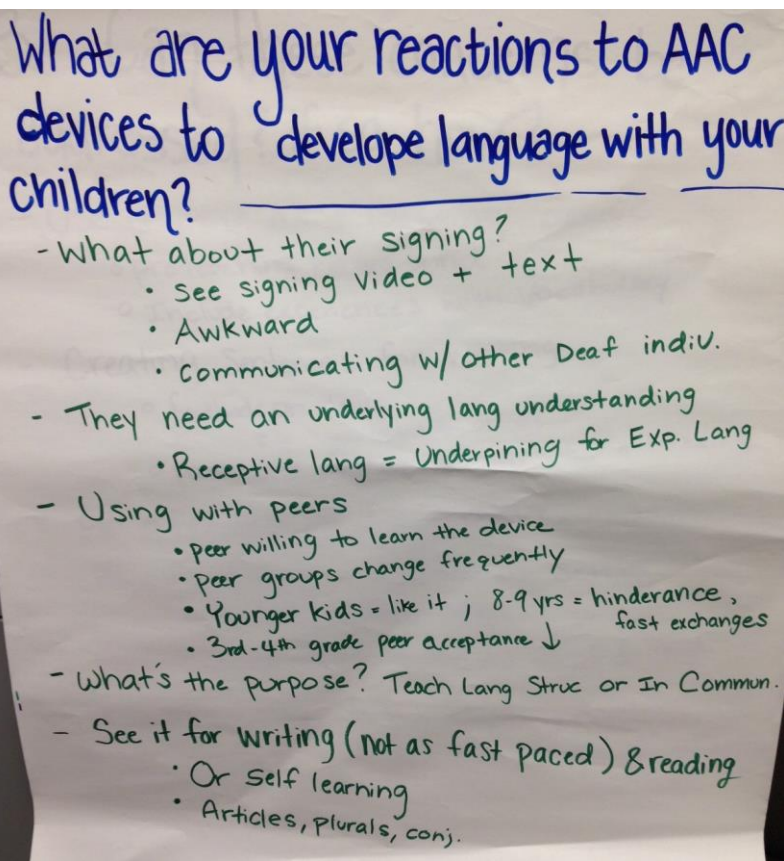 What are your reactions to AAC
devices to develope language with your
children?
- What about their signing?
• See signing video + text
• Awkward
• Communicating w/ other Deaf indiv.
- They need an underlying lang understanding
• Receptive lang = Underpining for Exp. Lang
- Using with peers
• peer willing to learn the device
• peer groups change frequently
• Younger kids = like it ; 8-9 yrs = hinderance,
fast exchanges
• 3rd-4th grade peer acceptance ↓
- What's the purpose? Teach Lang Struc or In Commun.
- See it for writing (not as fast paced) & reading
• Or self learning
• Articles, plurals, conj.